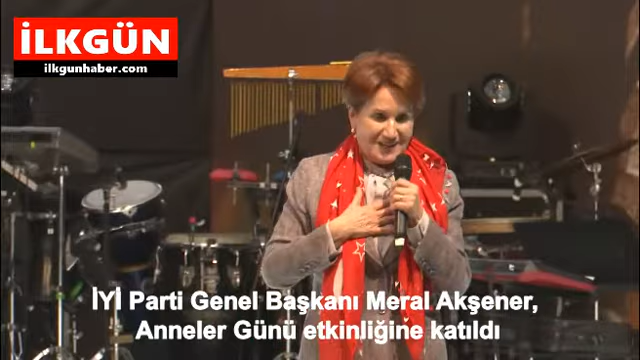 İLKGÜN
ilkgunhaber.com
İYİ Parti Genel Başkanı Meral Akşener,
Anneler Günü etkinliğine katıldı